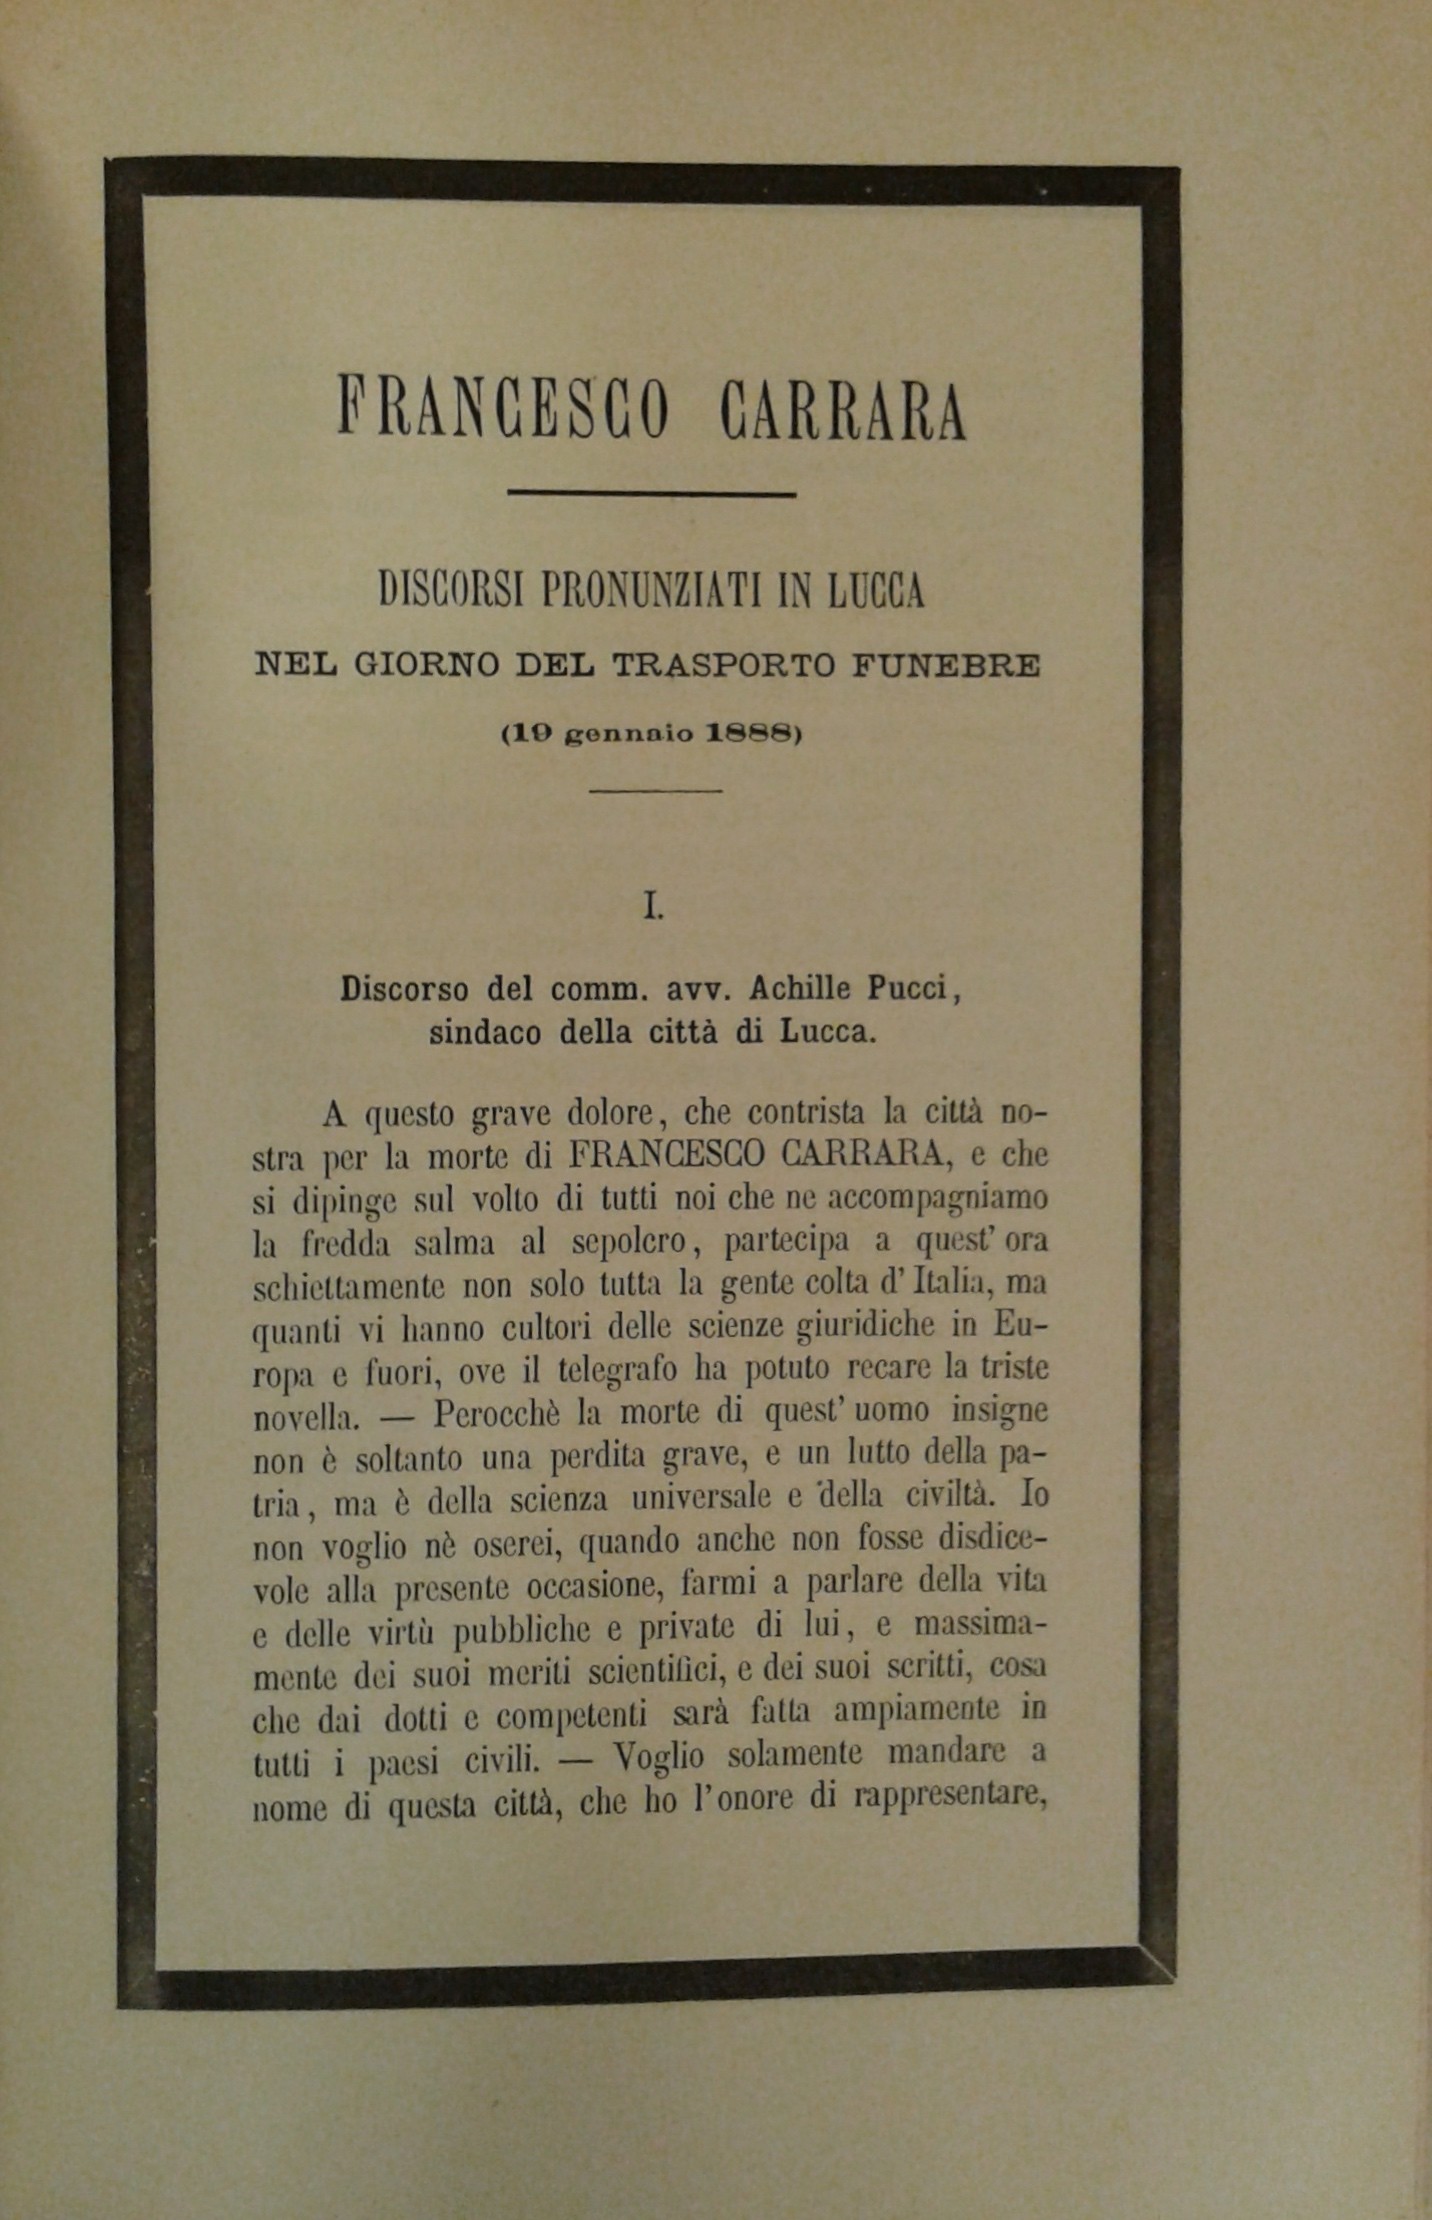 FRANCESCO CARRARA
DISCORSI PRONUNZIATI IN LUCCA
NEL GIORNO DEL TRASPORTO FUNEBRE
(19 gennaio 1888)
I.
Discorso del comm. avv. Achille Pucci,
sindaco della città di Lucca.
A questo grave dolore, che contrista la città no-
stra per la morte di FRANCESCO CARRARA, e che
si dipinge sul volto di tutti noi che ne accompagniamo
la fredda salma al sepolcro, partecipa a quest' ora
schiettamente non solo tutta la gente colta d' Italia, ma
quanti vi hanno cultori delle scienze giuridiche in Eu-
ropa e fuori, ove il telegrafo ha potuto recare la triste
novella. — Perocchè la morte di quest' uomo insigne
non è soltanto una perdita grave, e un lutto della pa-
tria, ma è della scienza universale e della civiltà. Io
non voglio nè oserei, quando anche non fosse disdice-
vole alla presente occasione, farmi a parlare della vita
e delle virtù pubbliche e private di lui, e massima-
mente dei suoi meriti scientifici, e dei suoi scritti, cosa
che dai dotti e competenti sarà fatta ampiamente in
tutti i paesi civili. — Voglio solamente mandare a
nome di questa città, che ho l'onore di rappresentare,